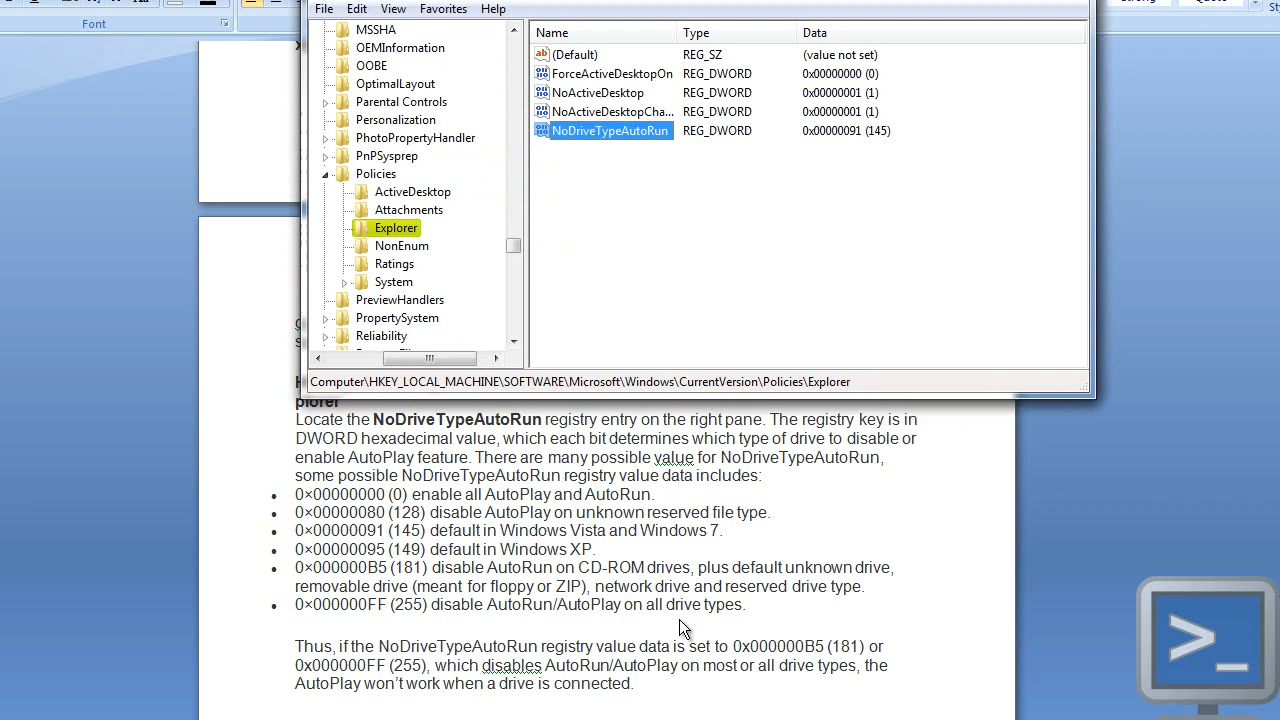 File Edit View Favorites Help
Font
MSSHA
OEMInformation
OOBE
OptimalLayout
Parental Controls
Personalization
PhotoPropertyHandler
PnPSysprep
Policies
ActiveDesktop
Attachments
Explorer
NonEnum
Ratings
System
PreviewHandlers
PropertySystem
Reliability
Name Type Data
(Default) REG_SZ (value not set)
ForceActiveDesktopOn REG_DWORD 0x00000000 (0)
NoActiveDesktop REG_DWORD 0x00000001 (1)
NoActiveDesktopCha... REG_DWORD 0x00000001 (1)
NoDriveTypeAutoRun REG_DWORD 0x00000091 (145)
Computer\HKEY_LOCAL_MACHINE\SOFTWARE\Microsoft\Windows\CurrentVersion\Policies\Explorer
plorer
Locate the NoDriveTypeAutoRun registry entry on the right pane. The registry key is in
DWORD hexadecimal value, which each bit determines which type of drive to disable or
enable AutoPlay feature. There are many possible value for NoDriveTypeAutoRun,
some possible NoDriveTypeAutoRun registry value data includes:
• 0×00000000 (0) enable all AutoPlay and AutoRun.
• 0×00000080 (128) disable AutoPlay on unknown reserved file type.
• 0×00000091 (145) default in Windows Vista and Windows 7.
• 0×00000095 (149) default in Windows XP.
• 0×000000B5 (181) disable AutoRun on CD-ROM drives, plus default unknown drive,
removable drive (meant for floppy or ZIP), network drive and reserved drive type.
• 0×000000FF (255) disable AutoRun/AutoPlay on all drive types.
Thus, if the NoDriveTypeAutoRun registry value data is set to 0x000000B5 (181) or
0x000000FF (255), which disables AutoRun/AutoPlay on most or all drive types, the
AutoPlay won’t work when a drive is connected.
>_